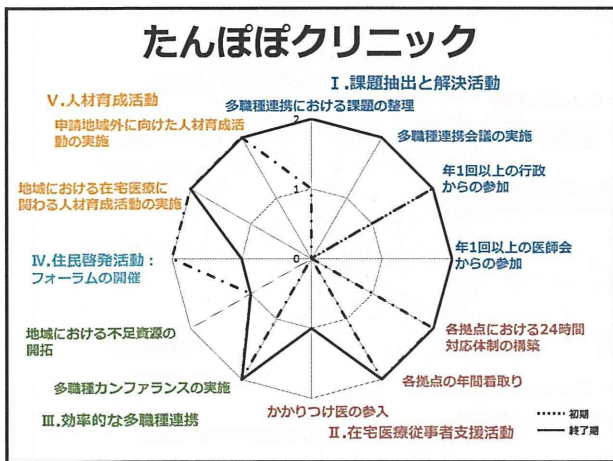 たんぽぽクリニック
Ⅰ.課題抽出と解決活動
Ⅴ.人材育成活動
多職種連携における課題の整理
申請地域外に向けた人材育成活
動の実施
多職種連携会議の実施
年1回以上の行政
からの参加
地域における在宅医療に
関わる人材育成活動の実施
2
1
0
Ⅳ.住民啓発活動：
フォーラムの開催
年1回以上の医師会
からの参加
地域における不足資源の
開拓
各拠点における24時間
対応体制の構築
多職種カンファランスの実施
各拠点の年間看取り
かかりつけ医の参入
Ⅲ.効率的な多職種連携
Ⅱ.在宅医療従事者支援活動
初期
終了期